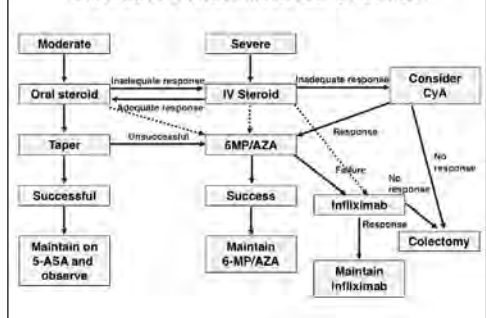 Moderate
Severe
Inadequate response
Inadequate response
Oral steroid
IV Steroid
Consider
CyA
Adequate response
Response
Unsuccessful
Taper
6MP/AZA
No
response
Failure
No
response
Successful
Success
Infliximab
Response
Colectomy
Maintain on
5-ASA and
observe
Maintain
6-MP/AZA
Maintain
Infliximab